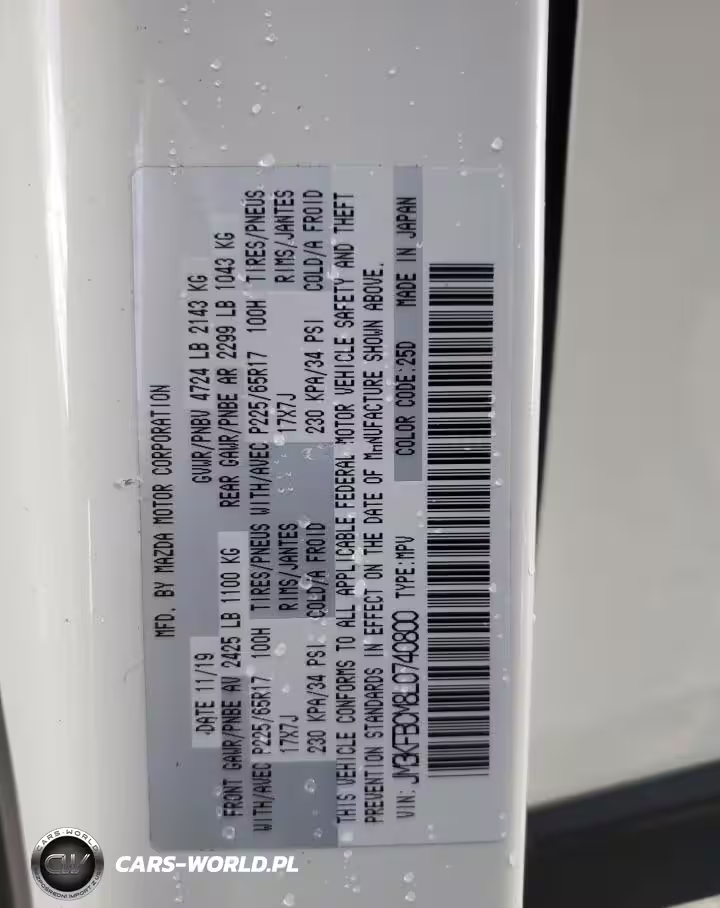 MFD. BY MAZDA MOTOR CORPORATION
DATE 11/19 GVWR/PNBV 4724 LB 2143 KG
FRONT GAWR/PNBE AV 2425 LB 1100 KG REAR GAWR/PNBE AR 2299 LB 1043 KG
WITH/AVEC P225/65R17 100H TIRES/PNEUS WITH/AVEC P225/65R17 100H TIRES/PNEUS
17X7J RIMS/JANTES 17X7J RIMS/JANTES
230 KPA/34 PSI COLD/A FROID 230 KPA/34 PSI COLD/A FROID
THIS VEHICLE CONFORMS TO ALL APPLICABLE FEDERAL MOTOR VEHICLE SAFETY AND THEFT
PREVENTION STANDARDS IN EFFECT ON THE DATE OF MnNUFACTURE SHOWN ABOVE.
VIN: JM3KFBCM8L0740800 TYPE:MPV COLOR CODE:25D MADE IN JAPAN
CARS-WORLD
CW
CARS-WORLD.PL